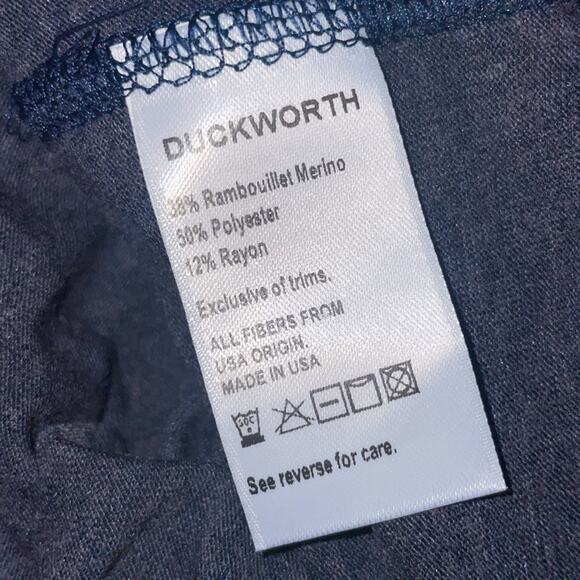 DUCKWORTH
38% Rambouillet Merino
50% Polyester
12% Rayon
Exclusive of trims.
ALL FIBERS FROM
USA ORIGIN.
MADE IN USA
See reverse for care.